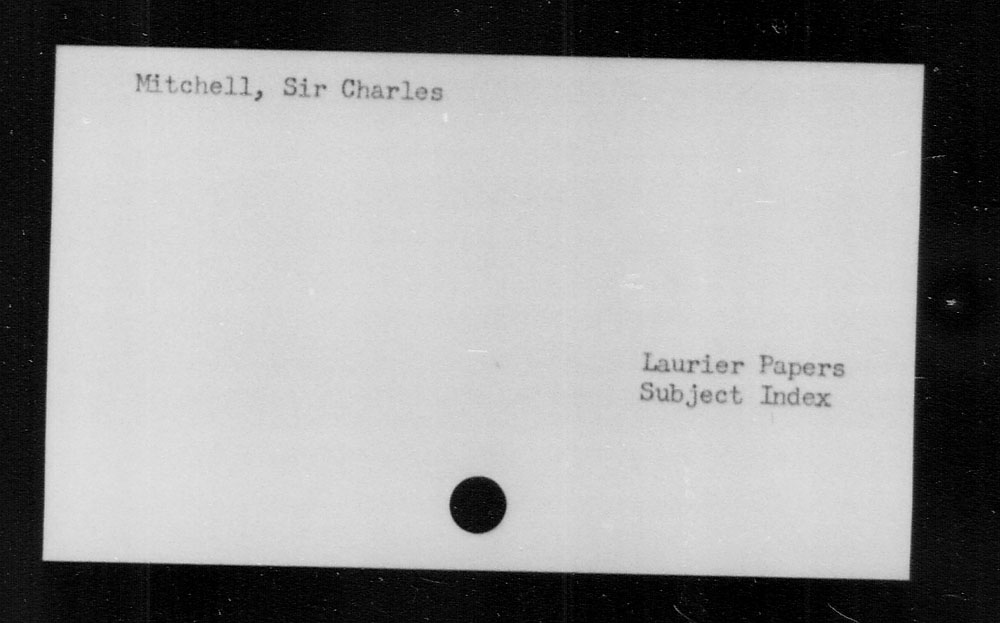 Mitchell, Sir Charles
Laurier Papers
Subject Index